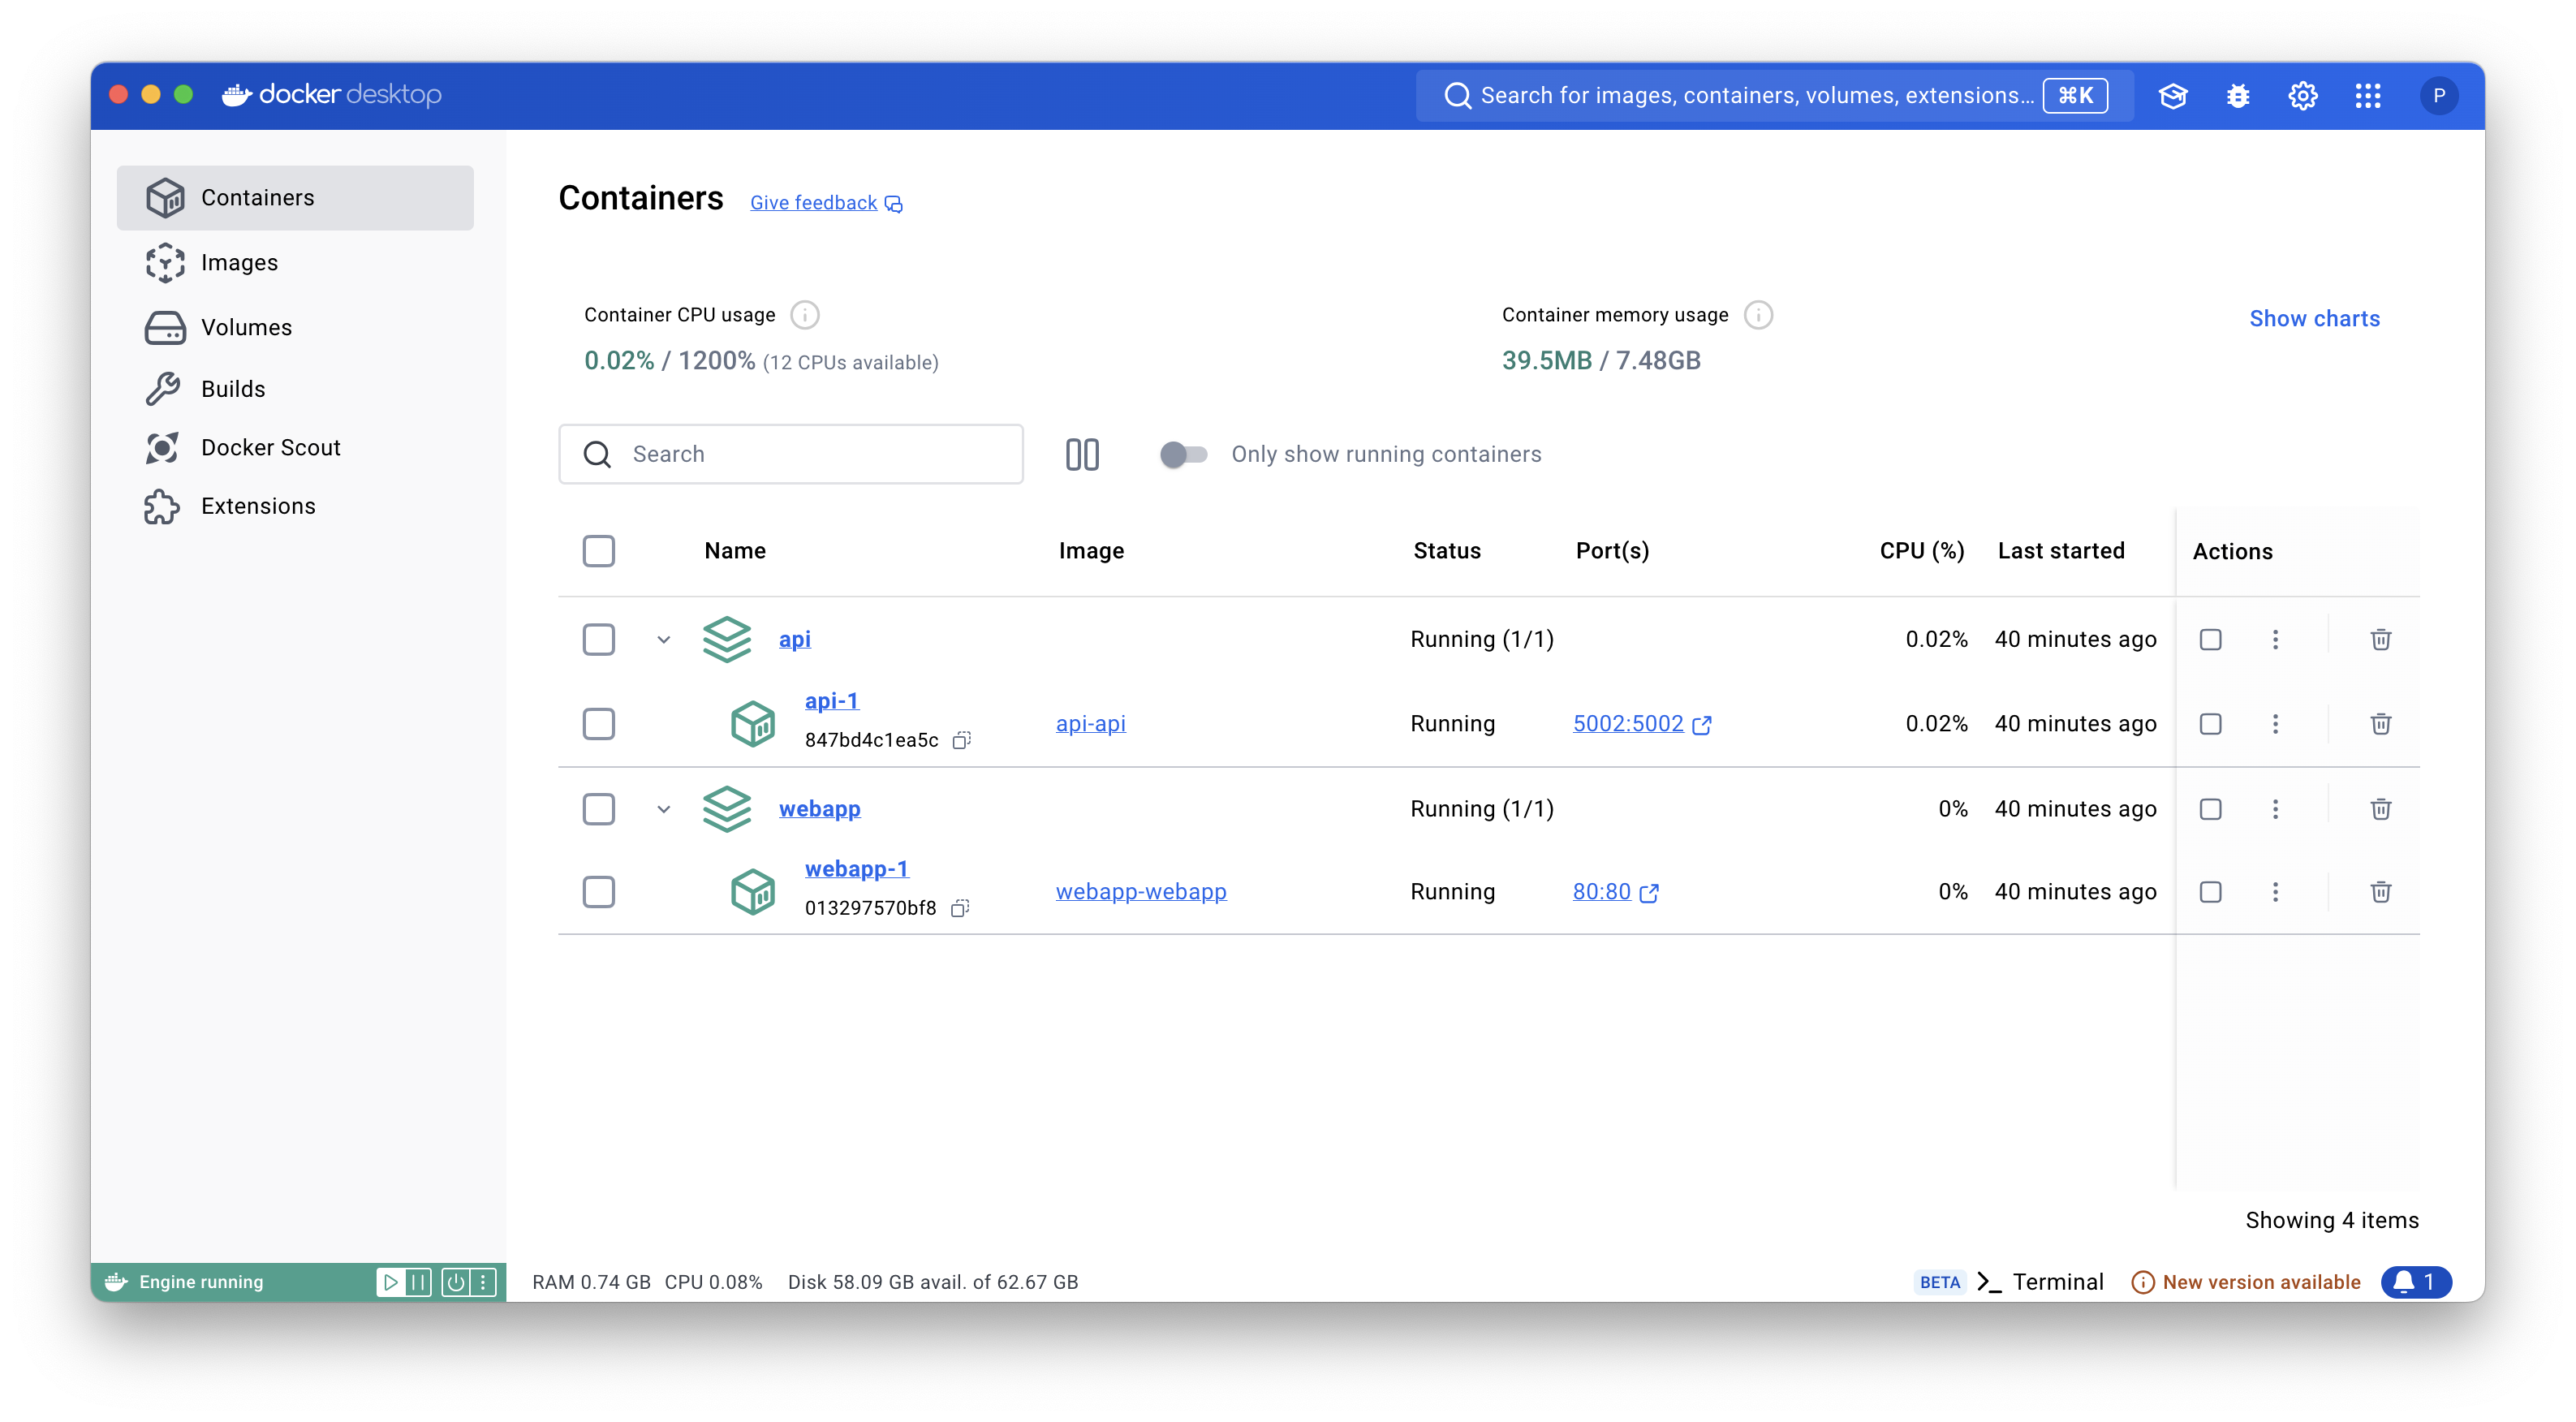 docker desktop
Search for images, containers, volumes, extensions... ⌘K
P
Containers
Images
Volumes
Builds
Docker Scout
Extensions
Containers Give feedback
Container CPU usage
0.02% / 1200% (12 CPUs available)
Container memory usage
39.5MB / 7.48GB
Show charts
Search
Only show running containers
Name Image Status Port(s) CPU (%) Last started Actions
api Running (1/1) 0.02% 40 minutes ago
api-1
847bd4c1ea5c
api-api Running 5002:5002 0.02% 40 minutes ago
webapp Running (1/1) 0% 40 minutes ago
webapp-1
013297570bf8
webapp-webapp Running 80:80 0% 40 minutes ago
Showing 4 items
Engine running
RAM 0.74 GB CPU 0.08% Disk 58.09 GB avail. of 62.67 GB
BETA >_ Terminal
New version available
1